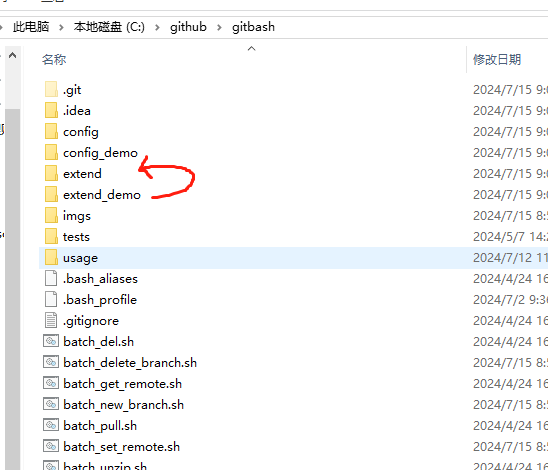 此电脑 > 本地磁盘 (C:) > github > gitbash
名称 修改日期
.git 2024/7/15 9:0
.idea 2024/7/15 9:0
config 2024/7/15 9:0
config_demo 2024/7/15 9:0
extend 2024/7/15 9:0
extend_demo 2024/7/15 9:0
imgs 2024/7/15 8:5
tests 2024/5/7 14:2
usage 2024/7/12 11
.bash_aliases 2024/4/24 16
.bash_profile 2024/7/2 9:36
.gitignore 2024/4/24 16
batch_del.sh 2024/4/24 16
batch_delete_branch.sh 2024/7/15 8:5
batch_get_remote.sh 2024/4/24 16
batch_new_branch.sh 2024/7/15 8:5
batch_pull.sh 2024/4/24 16
batch_set_remote.sh 2024/7/15 8:5
batch_unzip.sh 2024/4/24 16